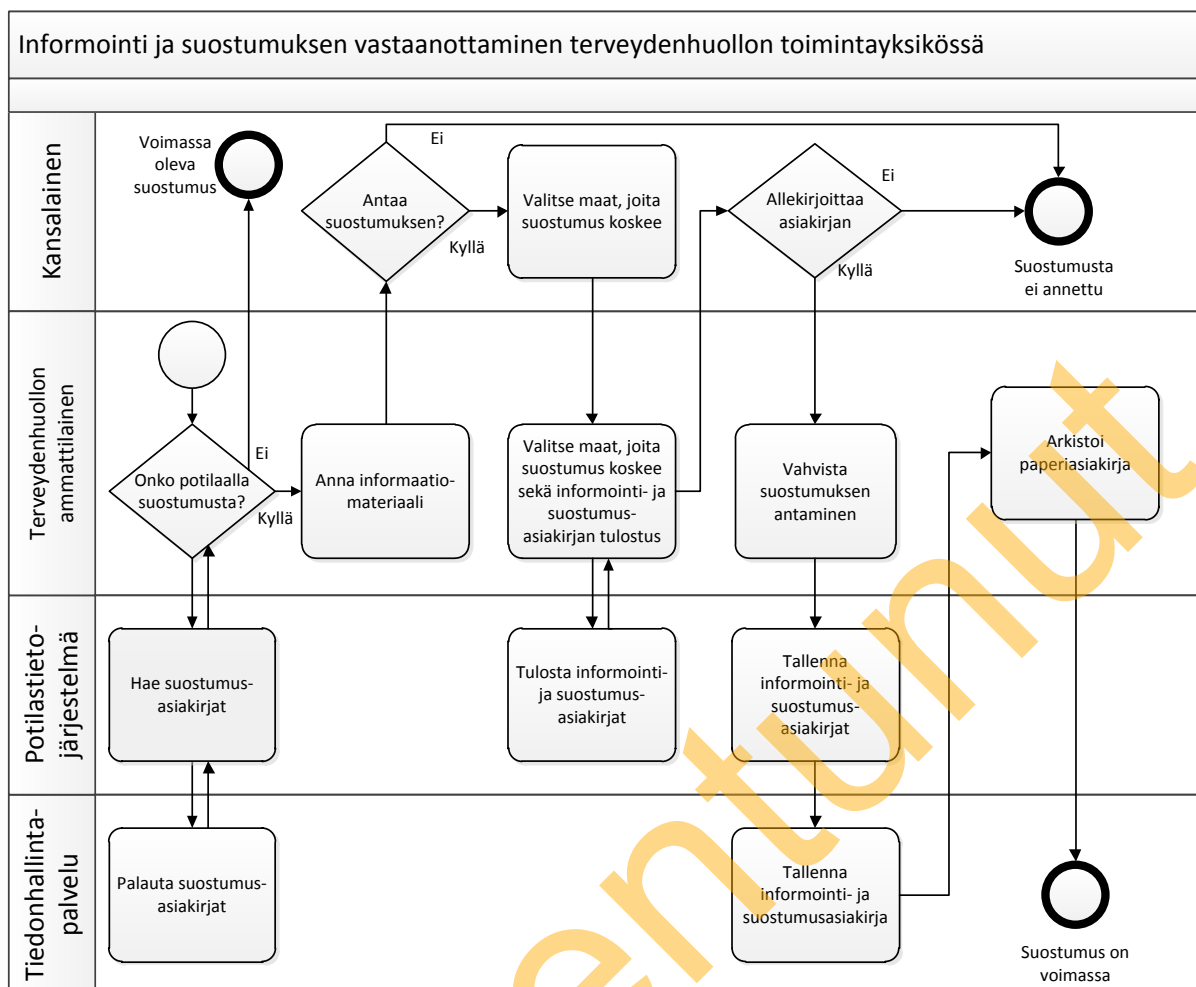 Informointi ja suostumuksen vastaanottaminen terveydenhuollon toimintayksikössä
Kansalainen
Voimassa
oleva
suostumus
Ei
Antaa
suostumuksen?
Kyllä
Valitse maat, joita
suostumus koskee
Allekirjoittaa
asiakirjan
Ei
Kyllä
Suostumusta
ei annettu
Terveydenhuollon
ammattilainen
Onko potilaalla
suostumusta?
Ei
Kyllä
Anna informaatio-
materiaali
Valitse maat, joita
suostumus koskee
sekä informointi- ja
suostumus-
asiakirjan tulostus
Vahvista
suostumuksen
antaminen
Arkistoi
paperiasiakirja
Potilastieto-
järjestelmä
Hae suostumus-
asiakirjat
Tulosta informointi-
ja suostumus-
asiakirjat
Tallenna
informointi- ja
suostumus-
asiakirjat
Tiedonhallinta-
palvelu
Palauta suostumus-
asiakirjat
Tallenna
informointi- ja
suostumusasiakirja
Suostumus on
voimassa
entunut